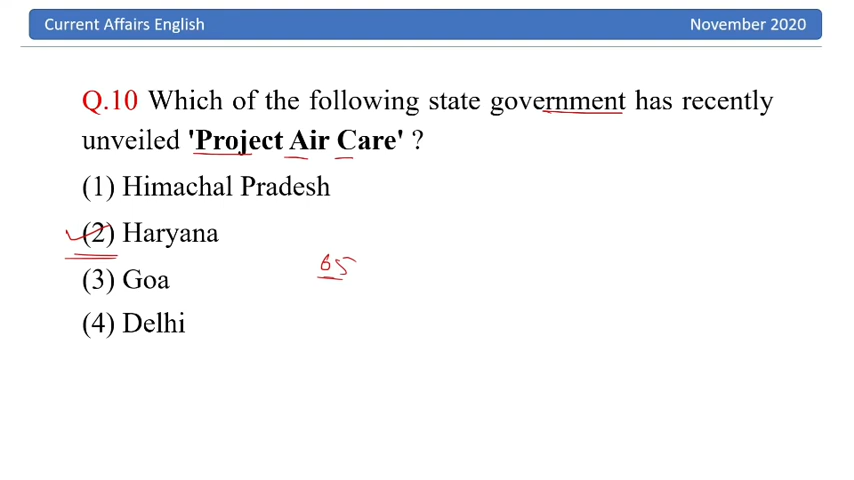 Current Affairs English November 2020
Q.10 Which of the following state government has recently
unveiled 'Project Air Care' ?
(1) Himachal Pradesh
(2) Haryana
65
(3) Goa
(4) Delhi